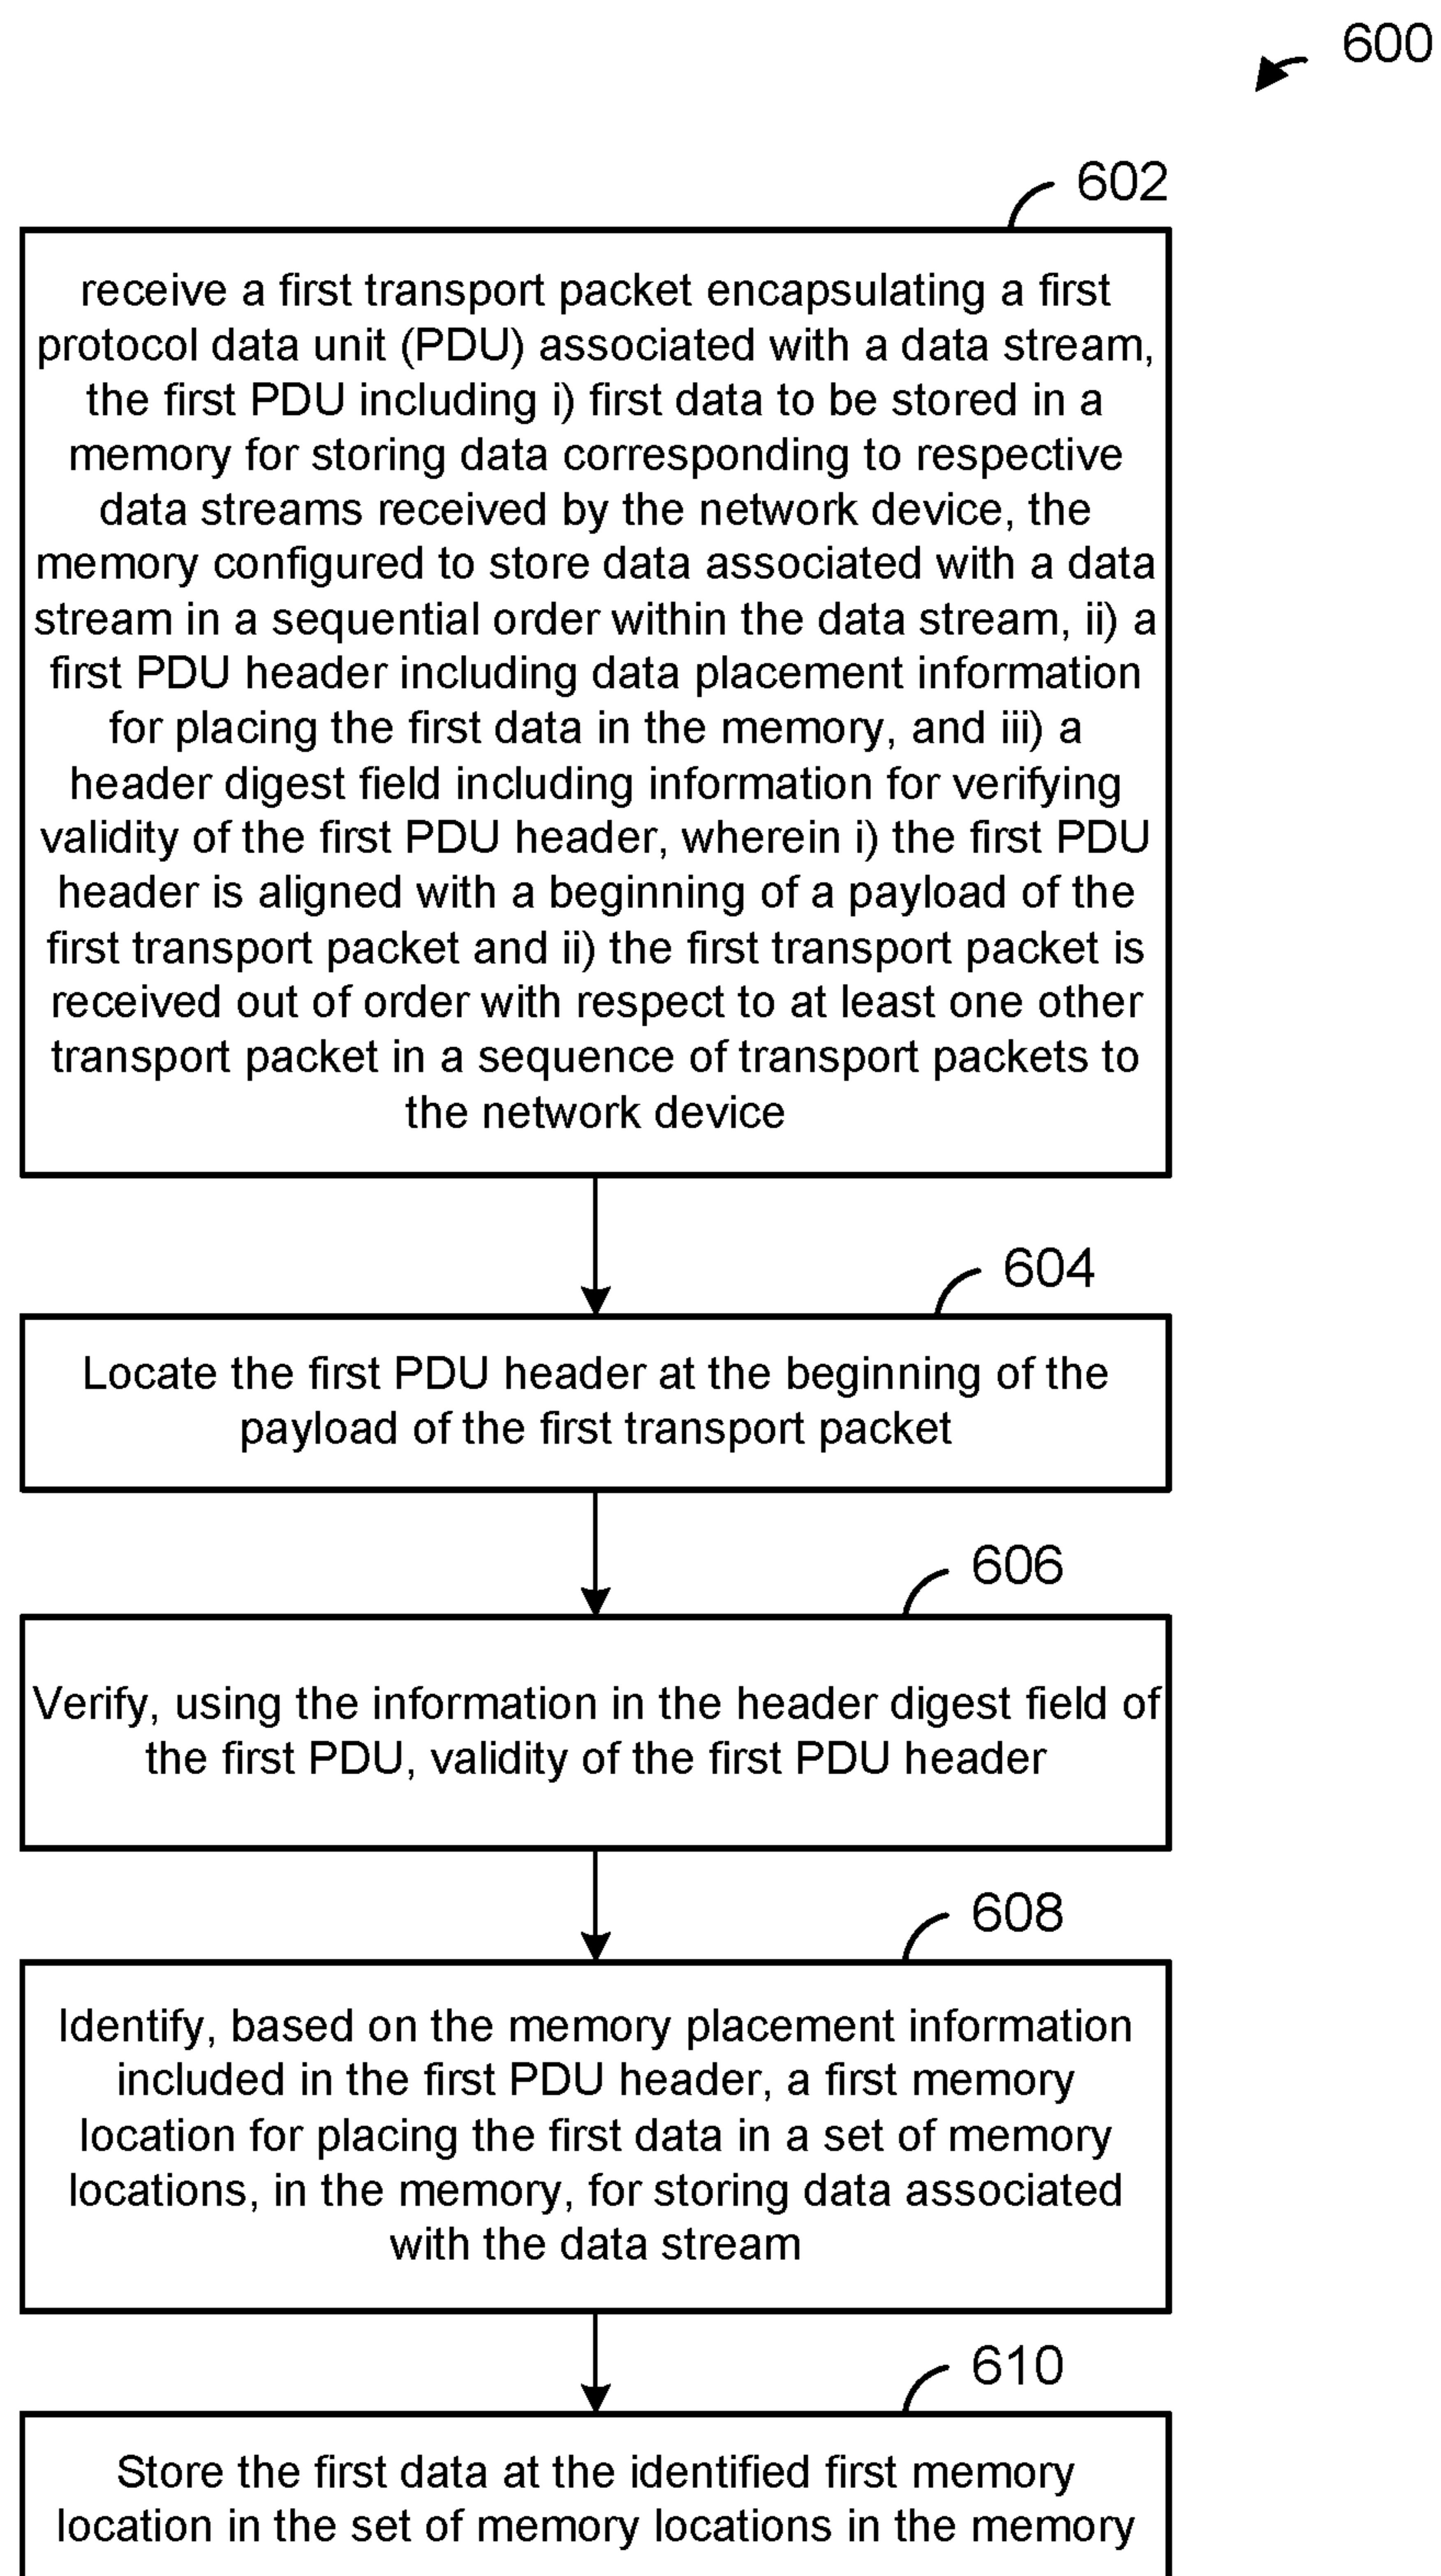 600
602
receive a first transport packet encapsulating a first
protocol data unit (PDU) associated with a data stream,
the first PDU including i) first data to be stored in a
memory for storing data corresponding to respective
data streams received by the network device, the
memory configured to store data associated with a data
stream in a sequential order within the data stream, ii) a
first PDU header including data placement information
for placing the first data in the memory, and iii) a
header digest field including information for verifying
validity of the first PDU header, wherein i) the first PDU
header is aligned with a beginning of a payload of the
first transport packet and ii) the first transport packet is
received out of order with respect to at least one other
transport packet in a sequence of transport packets to
the network device
604
Locate the first PDU header at the beginning of the
payload of the first transport packet
606
Verify, using the information in the header digest field of
the first PDU, validity of the first PDU header
608
Identify, based on the memory placement information
included in the first PDU header, a first memory
location for placing the first data in a set of memory
locations, in the memory, for storing data associated
with the data stream
610
Store the first data at the identified first memory
location in the set of memory locations in the memory